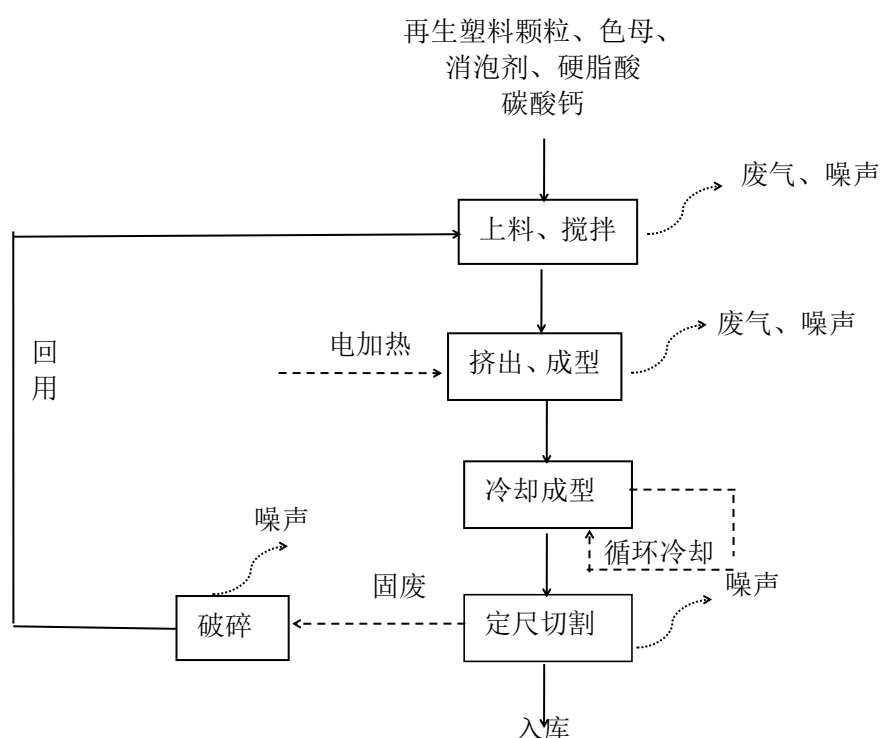 再生塑料颗粒、色母、
消泡剂、硬脂酸
碳酸钙
废气、噪声
上料、搅拌
废气、噪声
电加热
挤出、成型
回
用
冷却成型
噪声
循环冷却
固废
噪声
破碎
定尺切割
入库